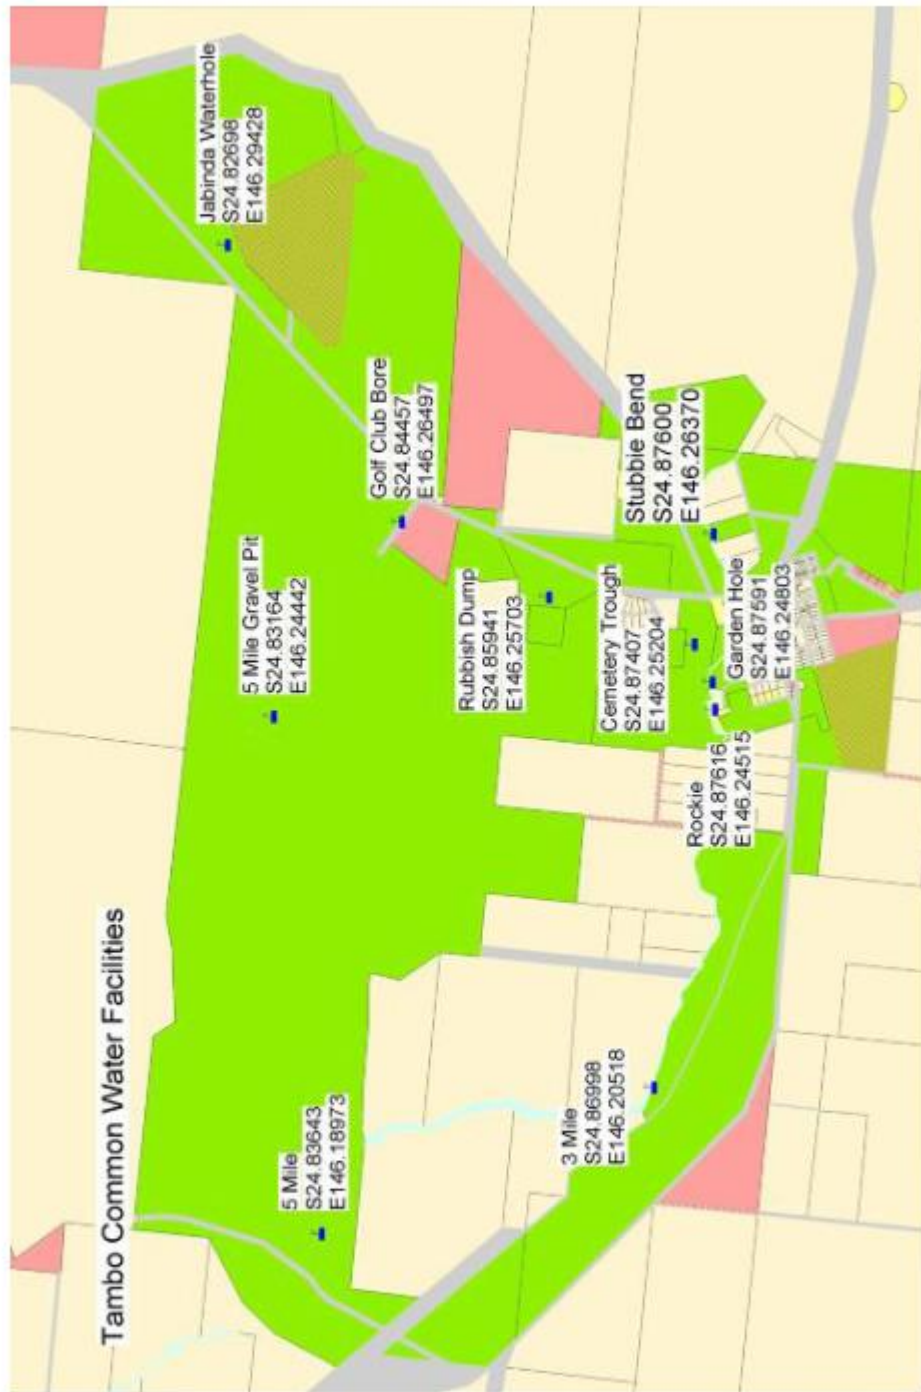 Tambo Common Water Facilities
5 Mile
S24.83643
E146.18973
5 Mile Gravel Pit
S24.83164
E146.24442
Jabinda Waterhole
S24.82698
E146.29428
Golf Club Bore
S24.84457
E146.26497
Rubbish Dump
S24.85941
E146.25703
3 Mile
S24.86998
E146.20518
Cemetery Trough
S24.87407
E146.25204
Stubbie Bend
S24.87600
E146.26370
Rockie
S24.87616
E146.24515
Garden Hole
S24.87591
E146.24803